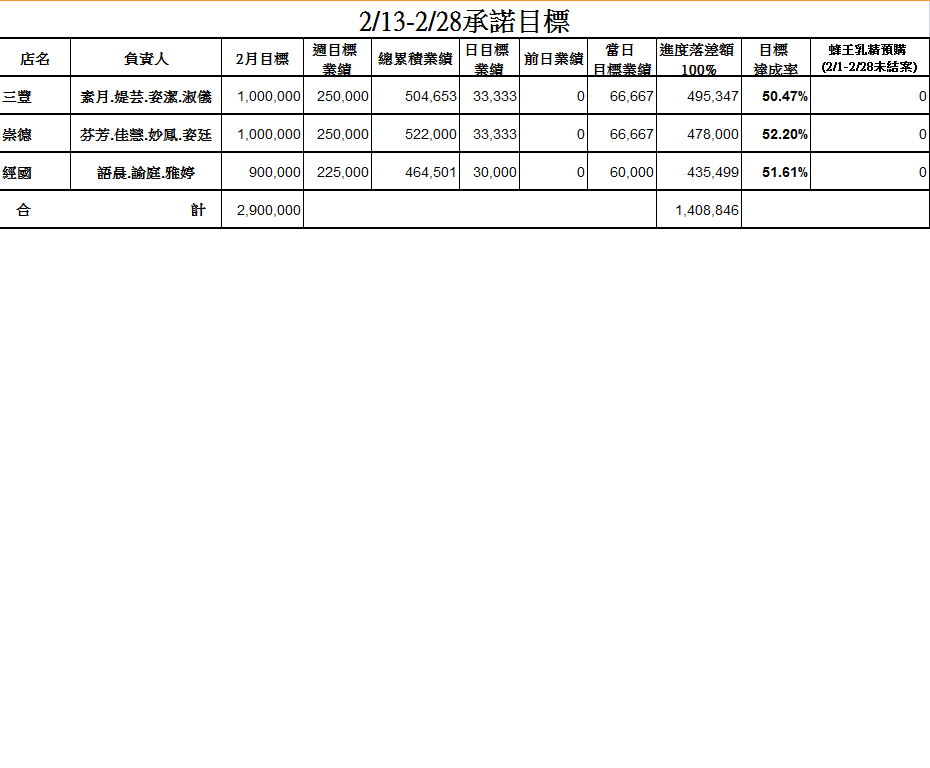 2/13-2/28承諾目標
店名 負責人 2月目標 週目標業績 總累積業績 日目標業績 前日業績 當日目標業績 進度落差額100% 目標達成率 蜂王乳精預購(2/1-2/28未結案)
三豐 素月.媞芸.姿潔.淑儀 1,000,000 250,000 504,653 33,333 0 66,667 495,347 50.47% 0
崇德 芬芳.佳慧.妙鳳.姿廷 1,000,000 250,000 522,000 33,333 0 66,667 478,000 52.20% 0
經國 語晨.諭庭.雅婷 900,000 225,000 464,501 30,000 0 60,000 435,499 51.61% 0
合 計 2,900,000 1,408,846